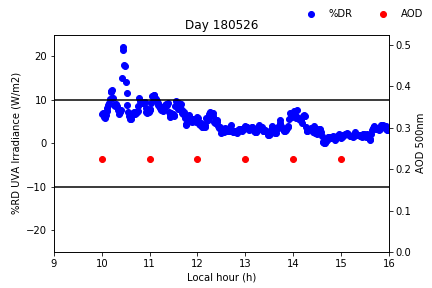 %DR AOD
Day 180526
20
10
0
−10
−20
%RD UVA Irradiance (W/m2)
0.5
0.4
0.3
0.2
0.1
0.0
AOD 500nm
9 10 11 12 13 14 15 16
Local hour (h)